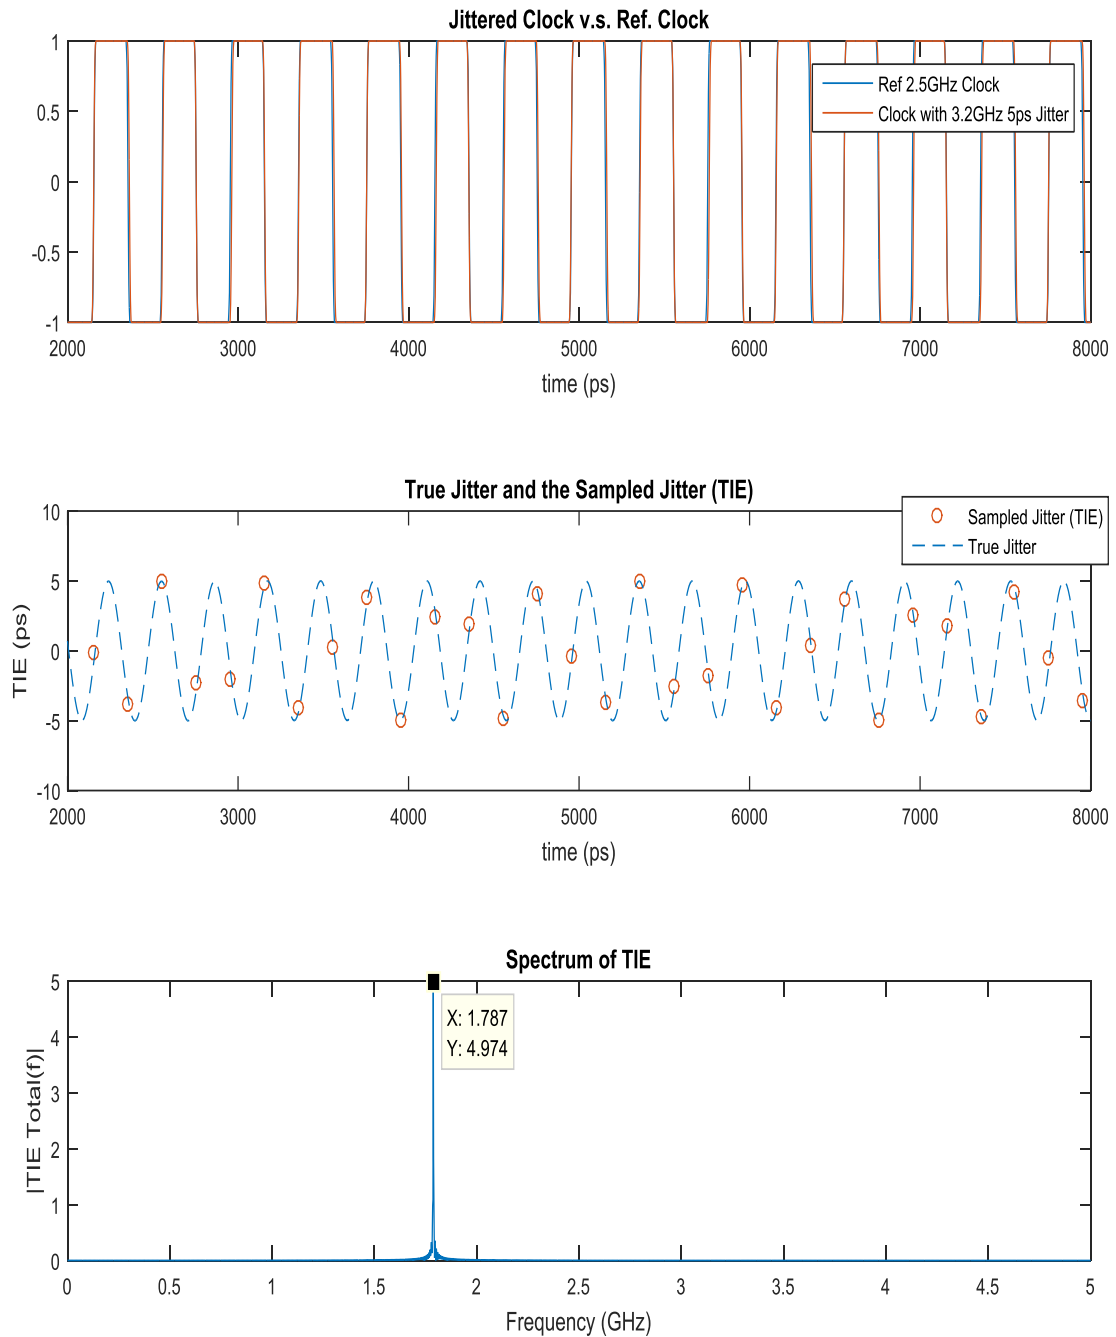 Jittered Clock v.s. Ref. Clock
1
0.5
0
-0.5
-1
Ref 2.5GHz Clock
Clock with 3.2GHz 5ps Jitter
2000 3000 4000 5000 6000 7000 8000
time (ps)
True Jitter and the Sampled Jitter (TIE)
TIE (ps)
10
5
0
-5
-10
Sampled Jitter (TIE)
True Jitter
2000 3000 4000 5000 6000 7000 8000
time (ps)
Spectrum of TIE
|TIE Total(f)|
5
4
3
2
1
0
X: 1.787
Y: 4.974
0 0.5 1 1.5 2 2.5 3 3.5 4 4.5 5
Frequency (GHz)